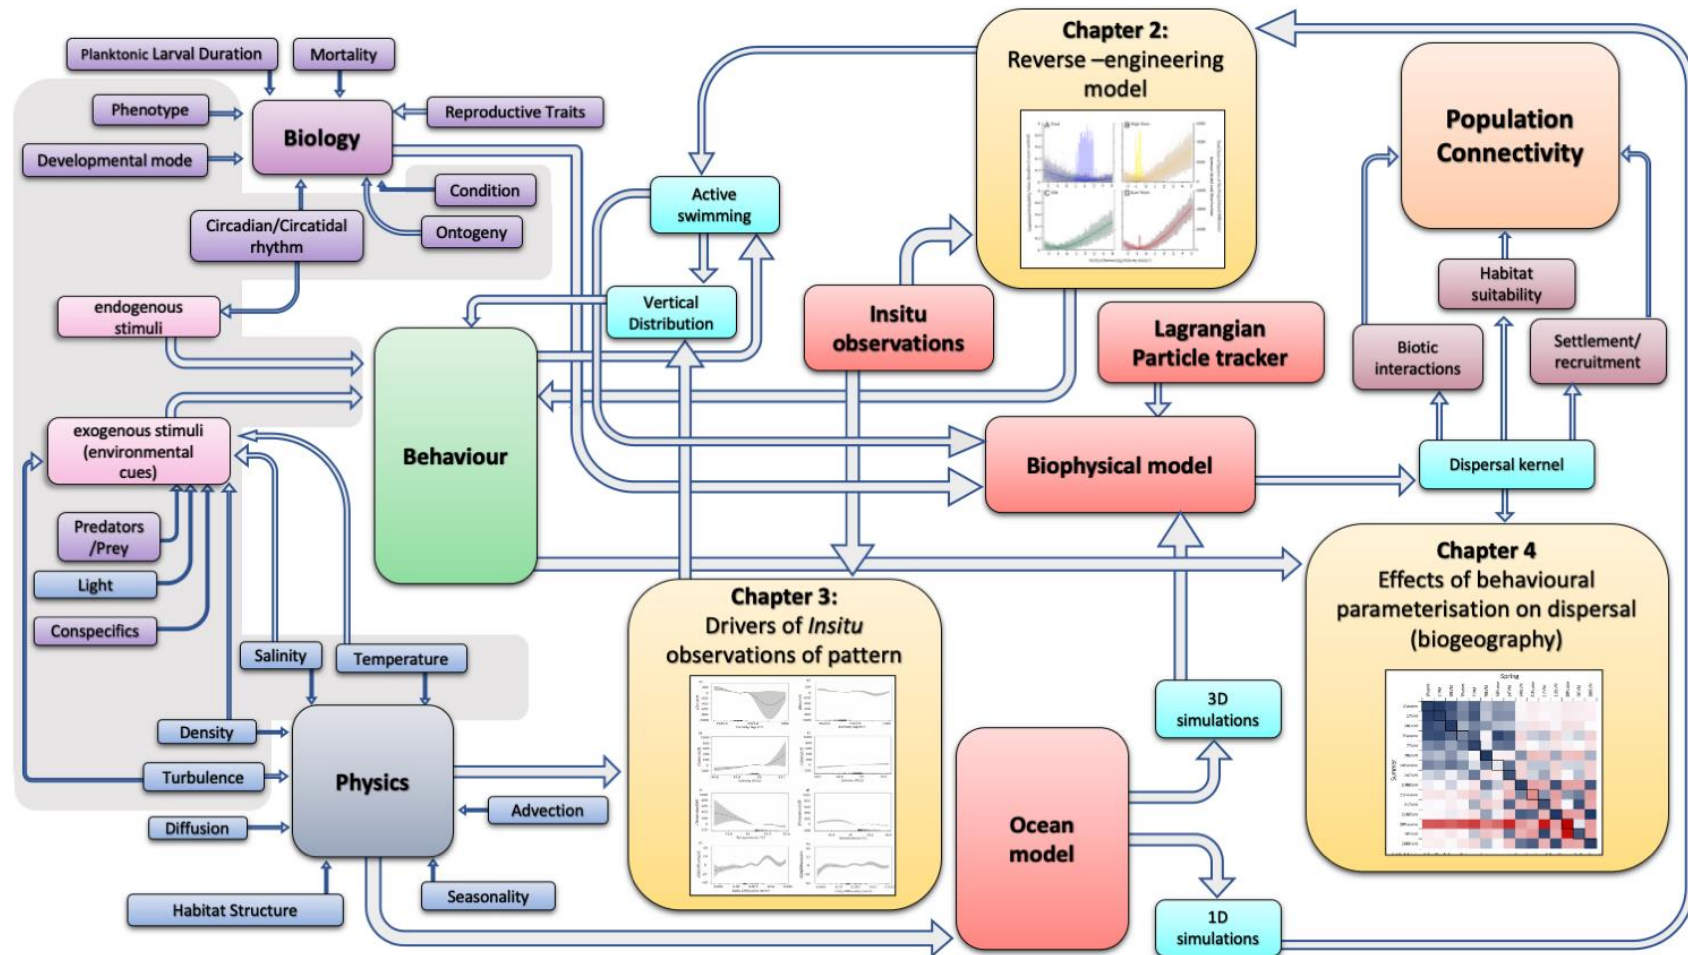 Planktonic Larval Duration
Mortality
Phenotype
Biology
Reproductive Traits
Developmental mode
Condition
Circadian/Circatidal
rhythm
Ontogeny
endogenous
stimuli
exogenous stimuli
(environmental
cues)
Predators
/Prey
Light
Conspecifics
Salinity
Temperature
Density
Turbulence
Diffusion
Physics
Advection
Habitat Structure
Seasonality
Behaviour
Active
swimming
Vertical
Distribution
Chapter 2:
Reverse –engineering
model
Insitu
observations
Lagrangian
Particle tracker
Biophysical model
Chapter 3:
Drivers of Insitu
observations of pattern
Ocean
model
3D
simulations
1D
simulations
Population
Connectivity
Habitat
suitability
Biotic
interactions
Settlement/
recruitment
Dispersal kernel
Chapter 4
Effects of behavioural
parameterisation on dispersal
(biogeography)
Spring
Summer